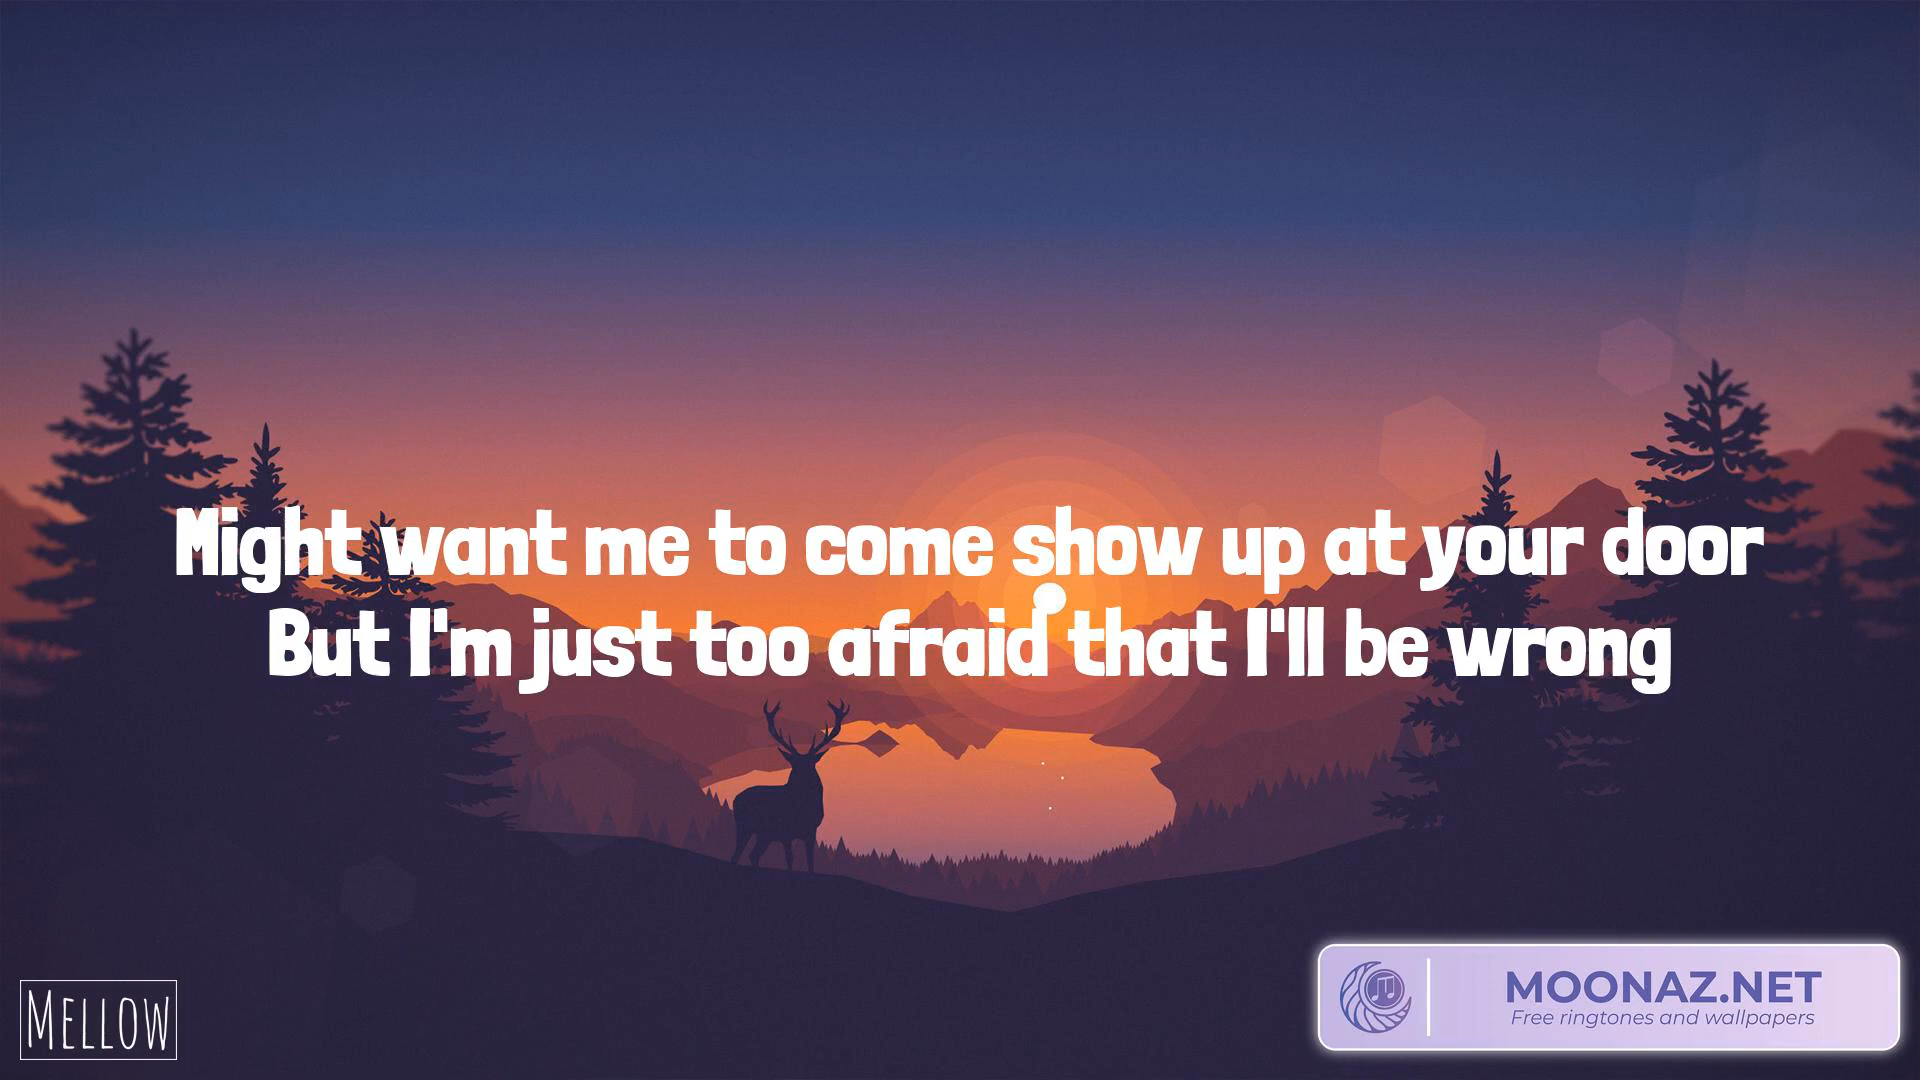 Might want me to come show up at your door
But I'm just too afraid that I'll be wrong
MELLOW
MOONAZ.NET
Free ringtones and wallpapers